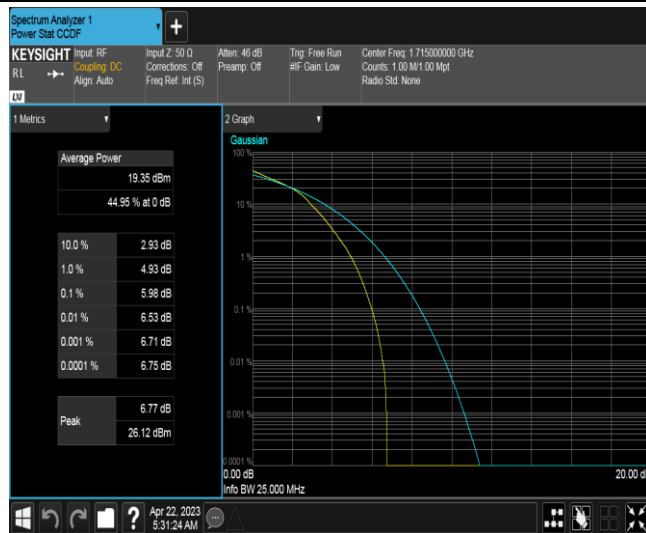 Spectrum Analyzer 1
Power Stat CCDF
+
KEYSIGHT
RL
Input: RF
Coupling: DC
Align: Auto
Input Z: 50 Ω
Corrections: Off
Freq Ref: Int (S)
Atten: 46 dB
Preamp: Off
Trig: Free Run
#IF Gain: Low
Center Freq: 1.715000000 GHz
Counts: 1.00 M/1.00 Mpt
Radio Std: None
1 Metrics
Average Power
19.35 dBm
44.95 % at 0 dB
10.0 % 2.93 dB
1.0 % 4.93 dB
0.1 % 5.98 dB
0.01 % 6.53 dB
0.001 % 6.71 dB
0.0001 % 6.75 dB
Peak
6.77 dB
26.12 dBm
2 Graph
Gaussian
100 %
10 %
1 %
0.1 %
0.01 %
0.001 %
0.0001 %
0.00 dB
20.00 d
Info BW 25.000 MHz
?
Apr 22, 2023
5:31:24 AM